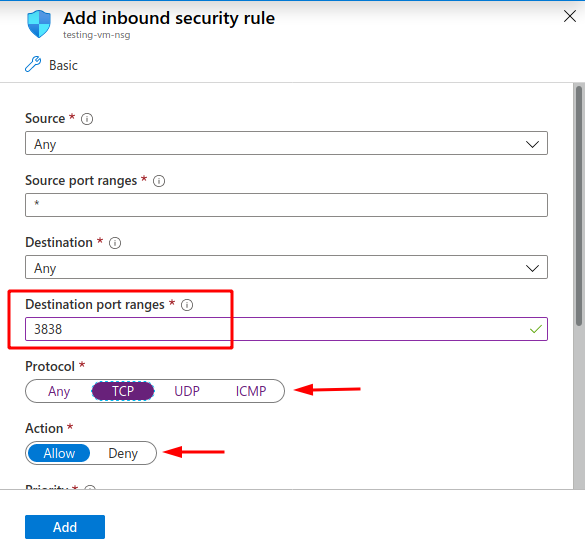 Add inbound security rule
testing-vm-nsg
Basic
Source *
Any
Source port ranges *
*
Destination *
Any
Destination port ranges *
3838
Protocol *
Any TCP UDP ICMP
Action *
Allow Deny
Priority *
Add